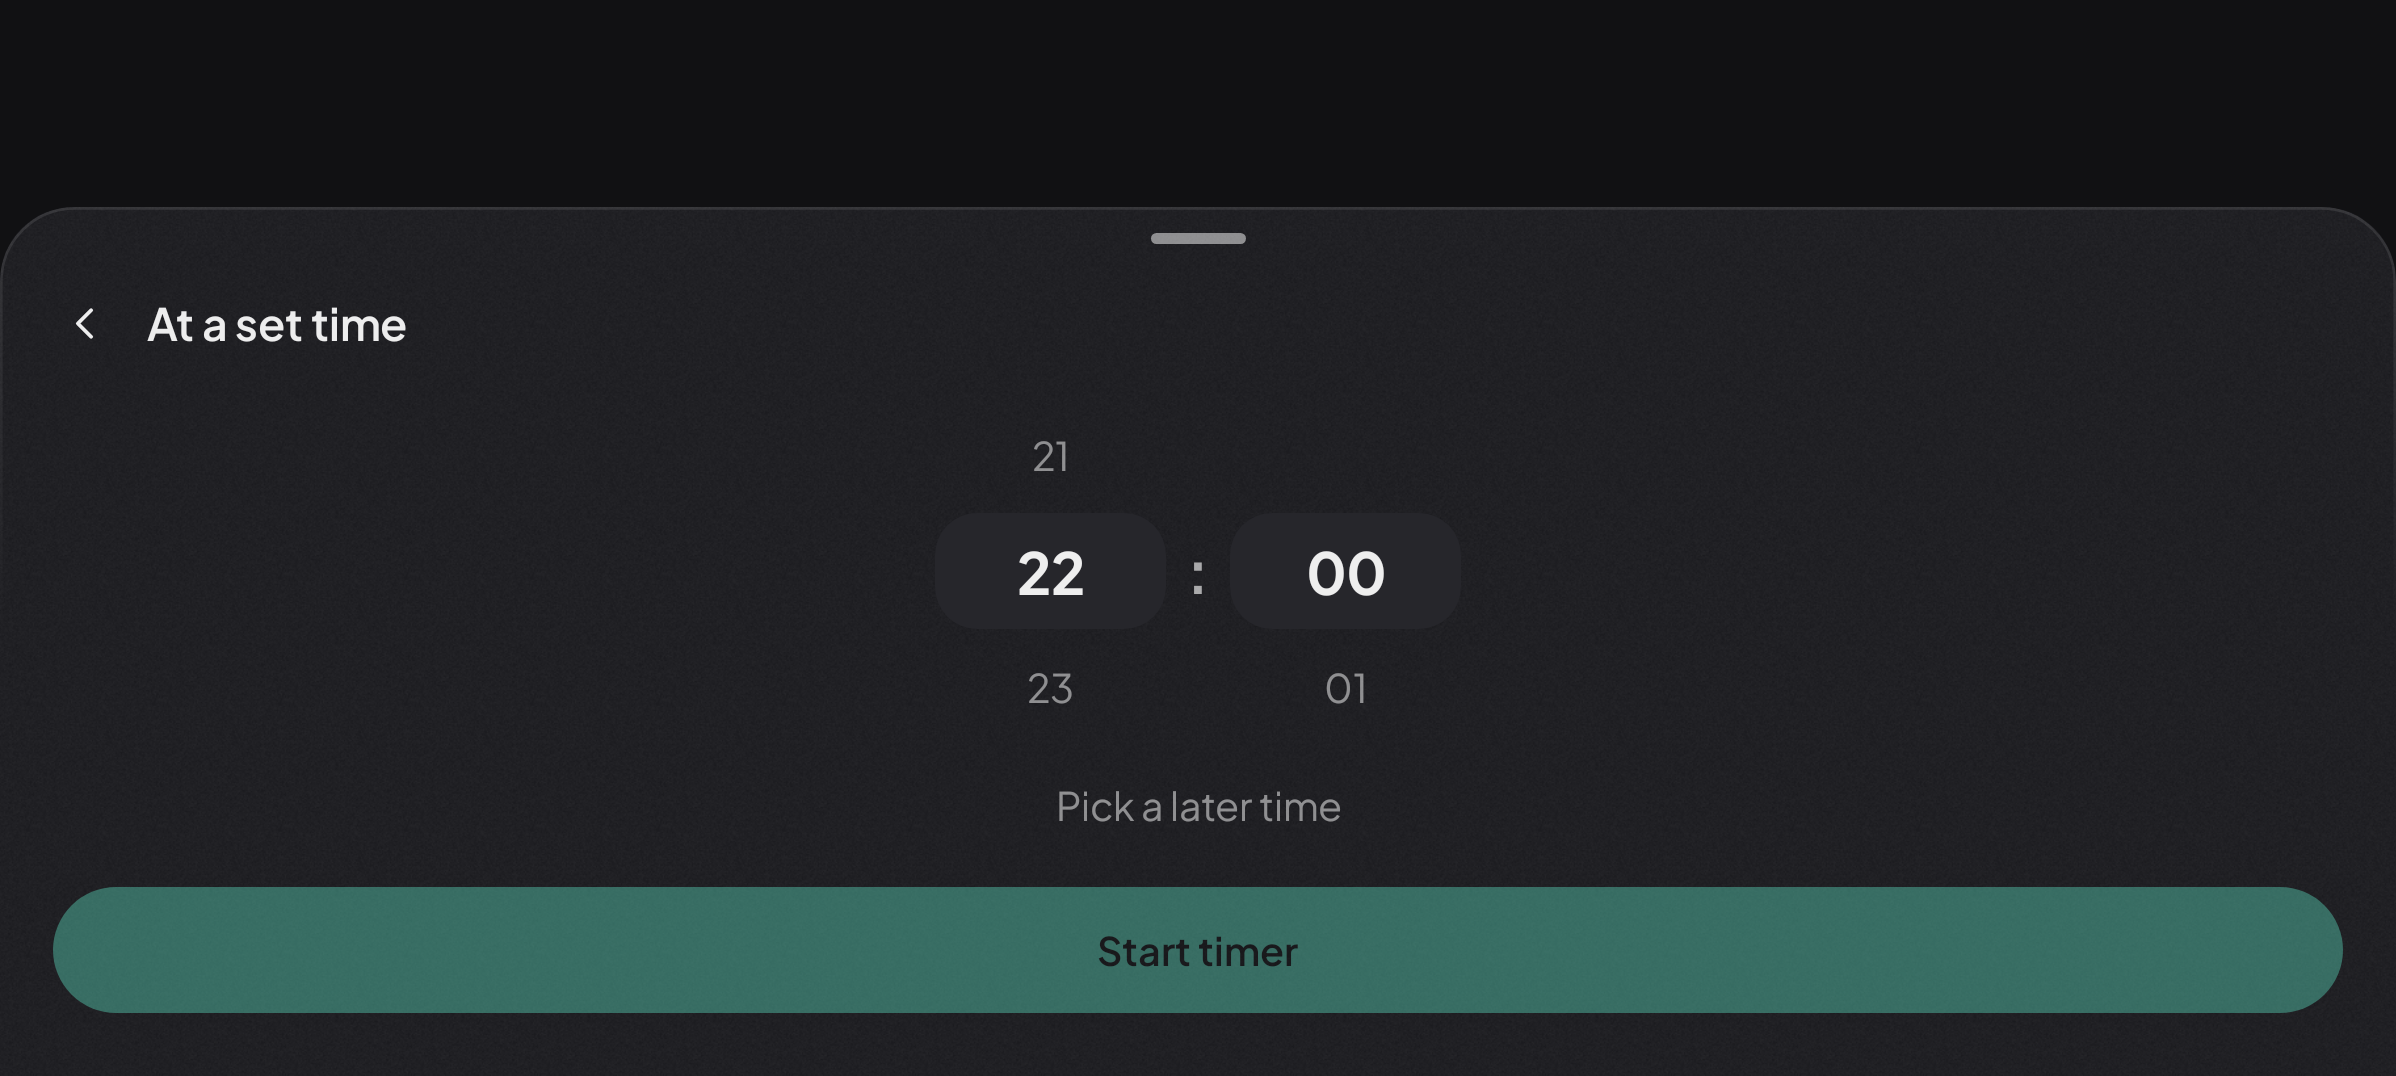 At a set time
21
22 : 00
23 01
Pick a later time
Start timer